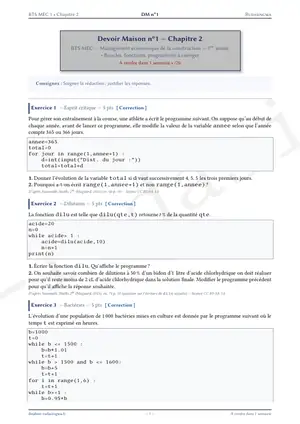 BTS MEC 1 • Chapitre 2
DM n°1
Devoir Maison n°1 – Chapitre 2
BTS MEC — Management économique de la construction — 1ère année
• Boucles, fonctions, programmes à corriger
À rendre dans 1 semaine •
Consignes : Soigner la rédaction ; justifier les réponses.
Exercice 1 — Esprit critique — 5 pts [ Correction ]
Pour gérer son entraînement à la course, une athlète a écrit le programme suivant. On suppose qu'au début de
chaque année, avant de lancer ce programme, elle modifie la valeur de la variable annee selon que l'année
compte 365 ou 366 jours.
annee=365
total=0
for jour in range(1,annee+1) :
d=int(input("Dist. du jour :"))
total=total+d
1. Donner l'évolution de la variable total si d vaut successivement 4, 5, 5 les trois premiers jours.
2. Pourquoi a-t-on écrit range(1,annee+1) et non range(1,annee) ?
Exercice 2 — Dilutions — 5 pts [ Correction ]
La fonction dilu est telle que dilu(qte,t) retourne t % de la quantité qte.
acide=20
n=0
while acide> 1 :
acide=dilu(acide,10)
n=n+1
print(n)
1. Écrire la fonction dilu. Qu'affiche le programme ?
2. On souhaite savoir combien de dilutions à 50 % d'un bidon d'1 litre d'acide chlorhydrique on doit réaliser
pour qu'il reste moins de 2 cL d'acide chlorhydrique dans la solution finale. Modifier le programme précédent
pour qu'il affiche la réponse souhaitée.
Exercice 3 — Bactéries — 5 pts [ Correction ]
L'évolution d'une population de 1000 bactéries mises en culture est donnée par le programme suivant où le
temps t est exprimé en heures.
b=1000
t=0
while b <= 1500 :
b=b*1.01
t=t+1
while b > 1500 and b <= 1600:
b=b+5
t=t+1
for i in range(1,6) :
t=t+1
while b>=1 :
b=0.95*b
– 1 –
À rendre dans 1 semaine